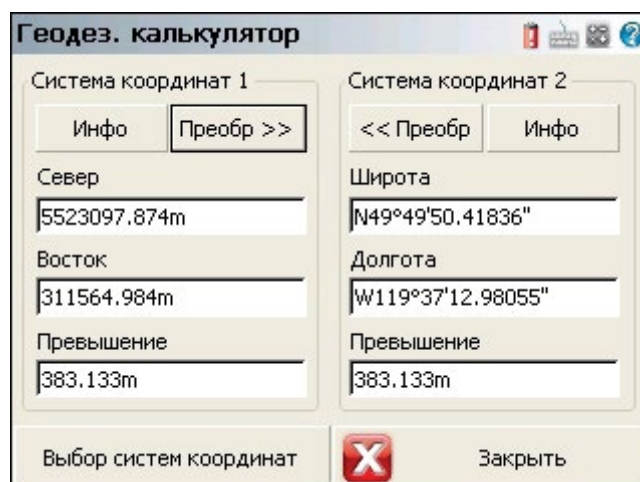 Геодез. калькулятор
Система координат 1
Инфо
Преобр >>
Север
5523097.874m
Восток
311564.984m
Превышение
383.133m
Система координат 2
<< Преобр
Инфо
Широта
N49°49'50.41836"
Долгота
W119°37'12.98055"
Превышение
383.133m
Выбор систем координат
Закрыть